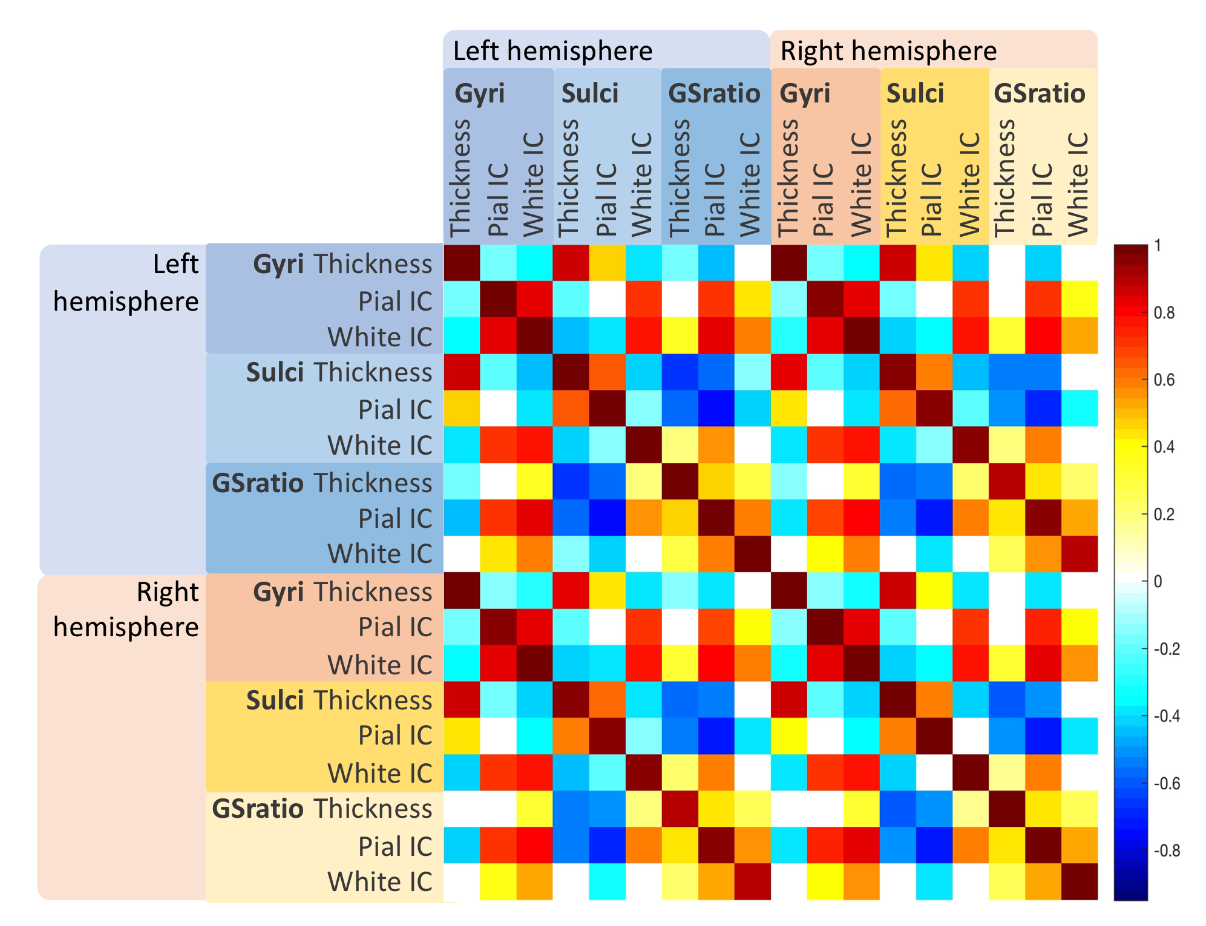 Left hemisphere Right hemisphere
Gyri Sulci GSratio Gyri Sulci GSratio
Thickness Pial IC White IC Thickness Pial IC White IC Thickness Pial IC White IC Thickness Pial IC White IC Thickness Pial IC White IC Thickness Pial IC White IC
Left hemisphere
Gyri Thickness
Pial IC
White IC
Sulci Thickness
Pial IC
White IC
GSratio Thickness
Pial IC
White IC
Right hemisphere
Gyri Thickness
Pial IC
White IC
Sulci Thickness
Pial IC
White IC
GSratio Thickness
Pial IC
White IC
1
0.8
0.6
0.4
0.2
0
-0.2
-0.4
-0.6
-0.8